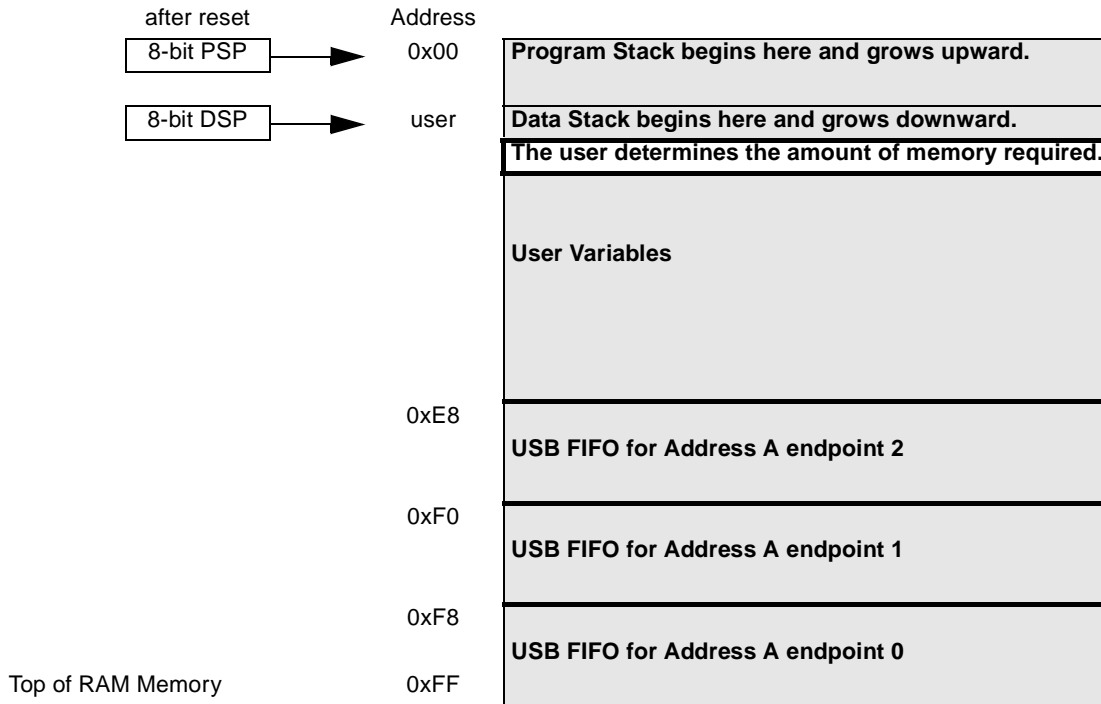 after reset Address
8-bit PSP 0x00 Program Stack begins here and grows upward.
8-bit DSP user Data Stack begins here and grows downward.
The user determines the amount of memory required.
User Variables
0xE8
USB FIFO for Address A endpoint 2
0xF0
USB FIFO for Address A endpoint 1
0xF8
USB FIFO for Address A endpoint 0
Top of RAM Memory 0xFF